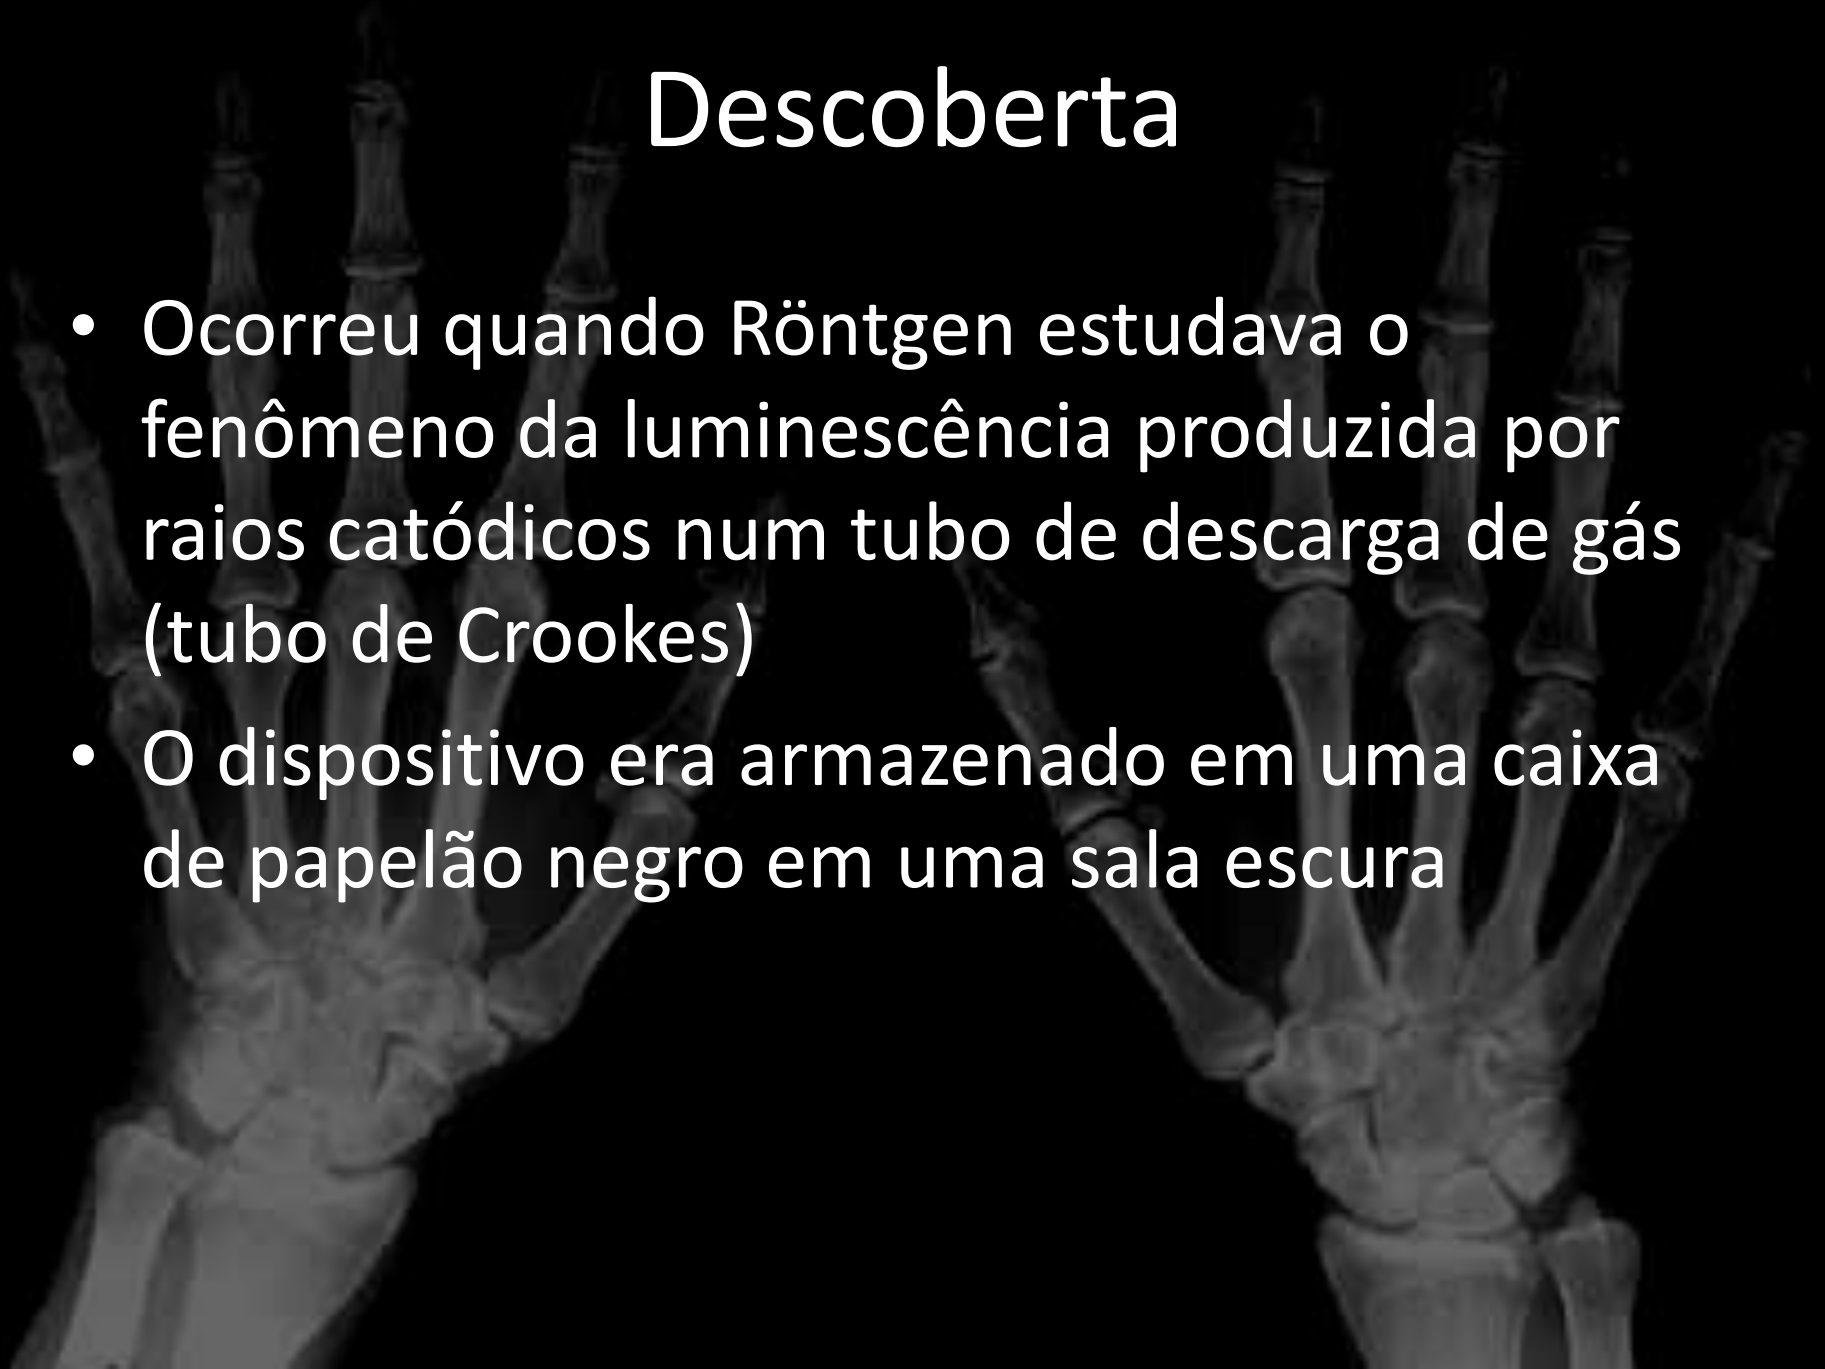 Descoberta
• Ocorreu quando Röntgen estudava o
fenômeno da luminescência produzida por
raios catódicos num tubo de descarga de gás
(tubo de Crookes)
• O dispositivo era armazenado em uma caixa
de papelão negro em uma sala escura